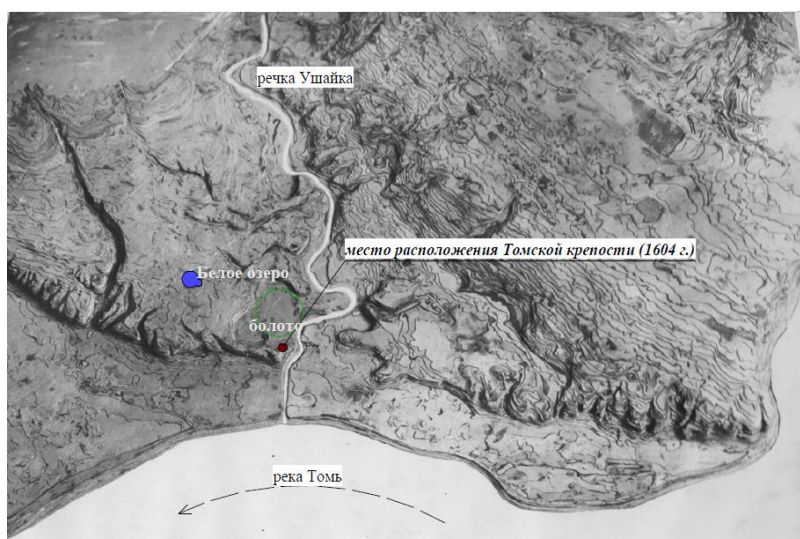 речка Ушайка
место расположения Томской крепости (1604 г.)
Белое озеро
болото
река Томь